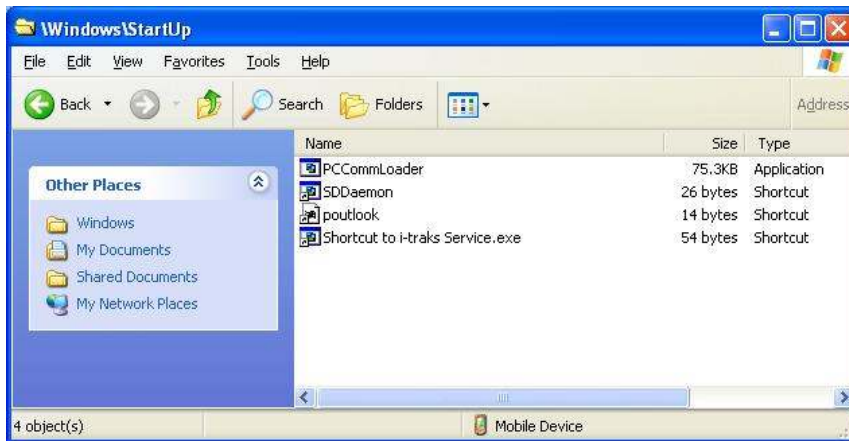 \Windows\StartUp
File Edit View Favorites Tools Help
Back Search Folders Address
Name Size Type
Other Places
Windows
My Documents
Shared Documents
My Network Places
PCCommLoader 75.3KB Application
SDDaemon 26 bytes Shortcut
poutlook 14 bytes Shortcut
Shortcut to i-traks Service.exe 54 bytes Shortcut
4 object(s) Mobile Device